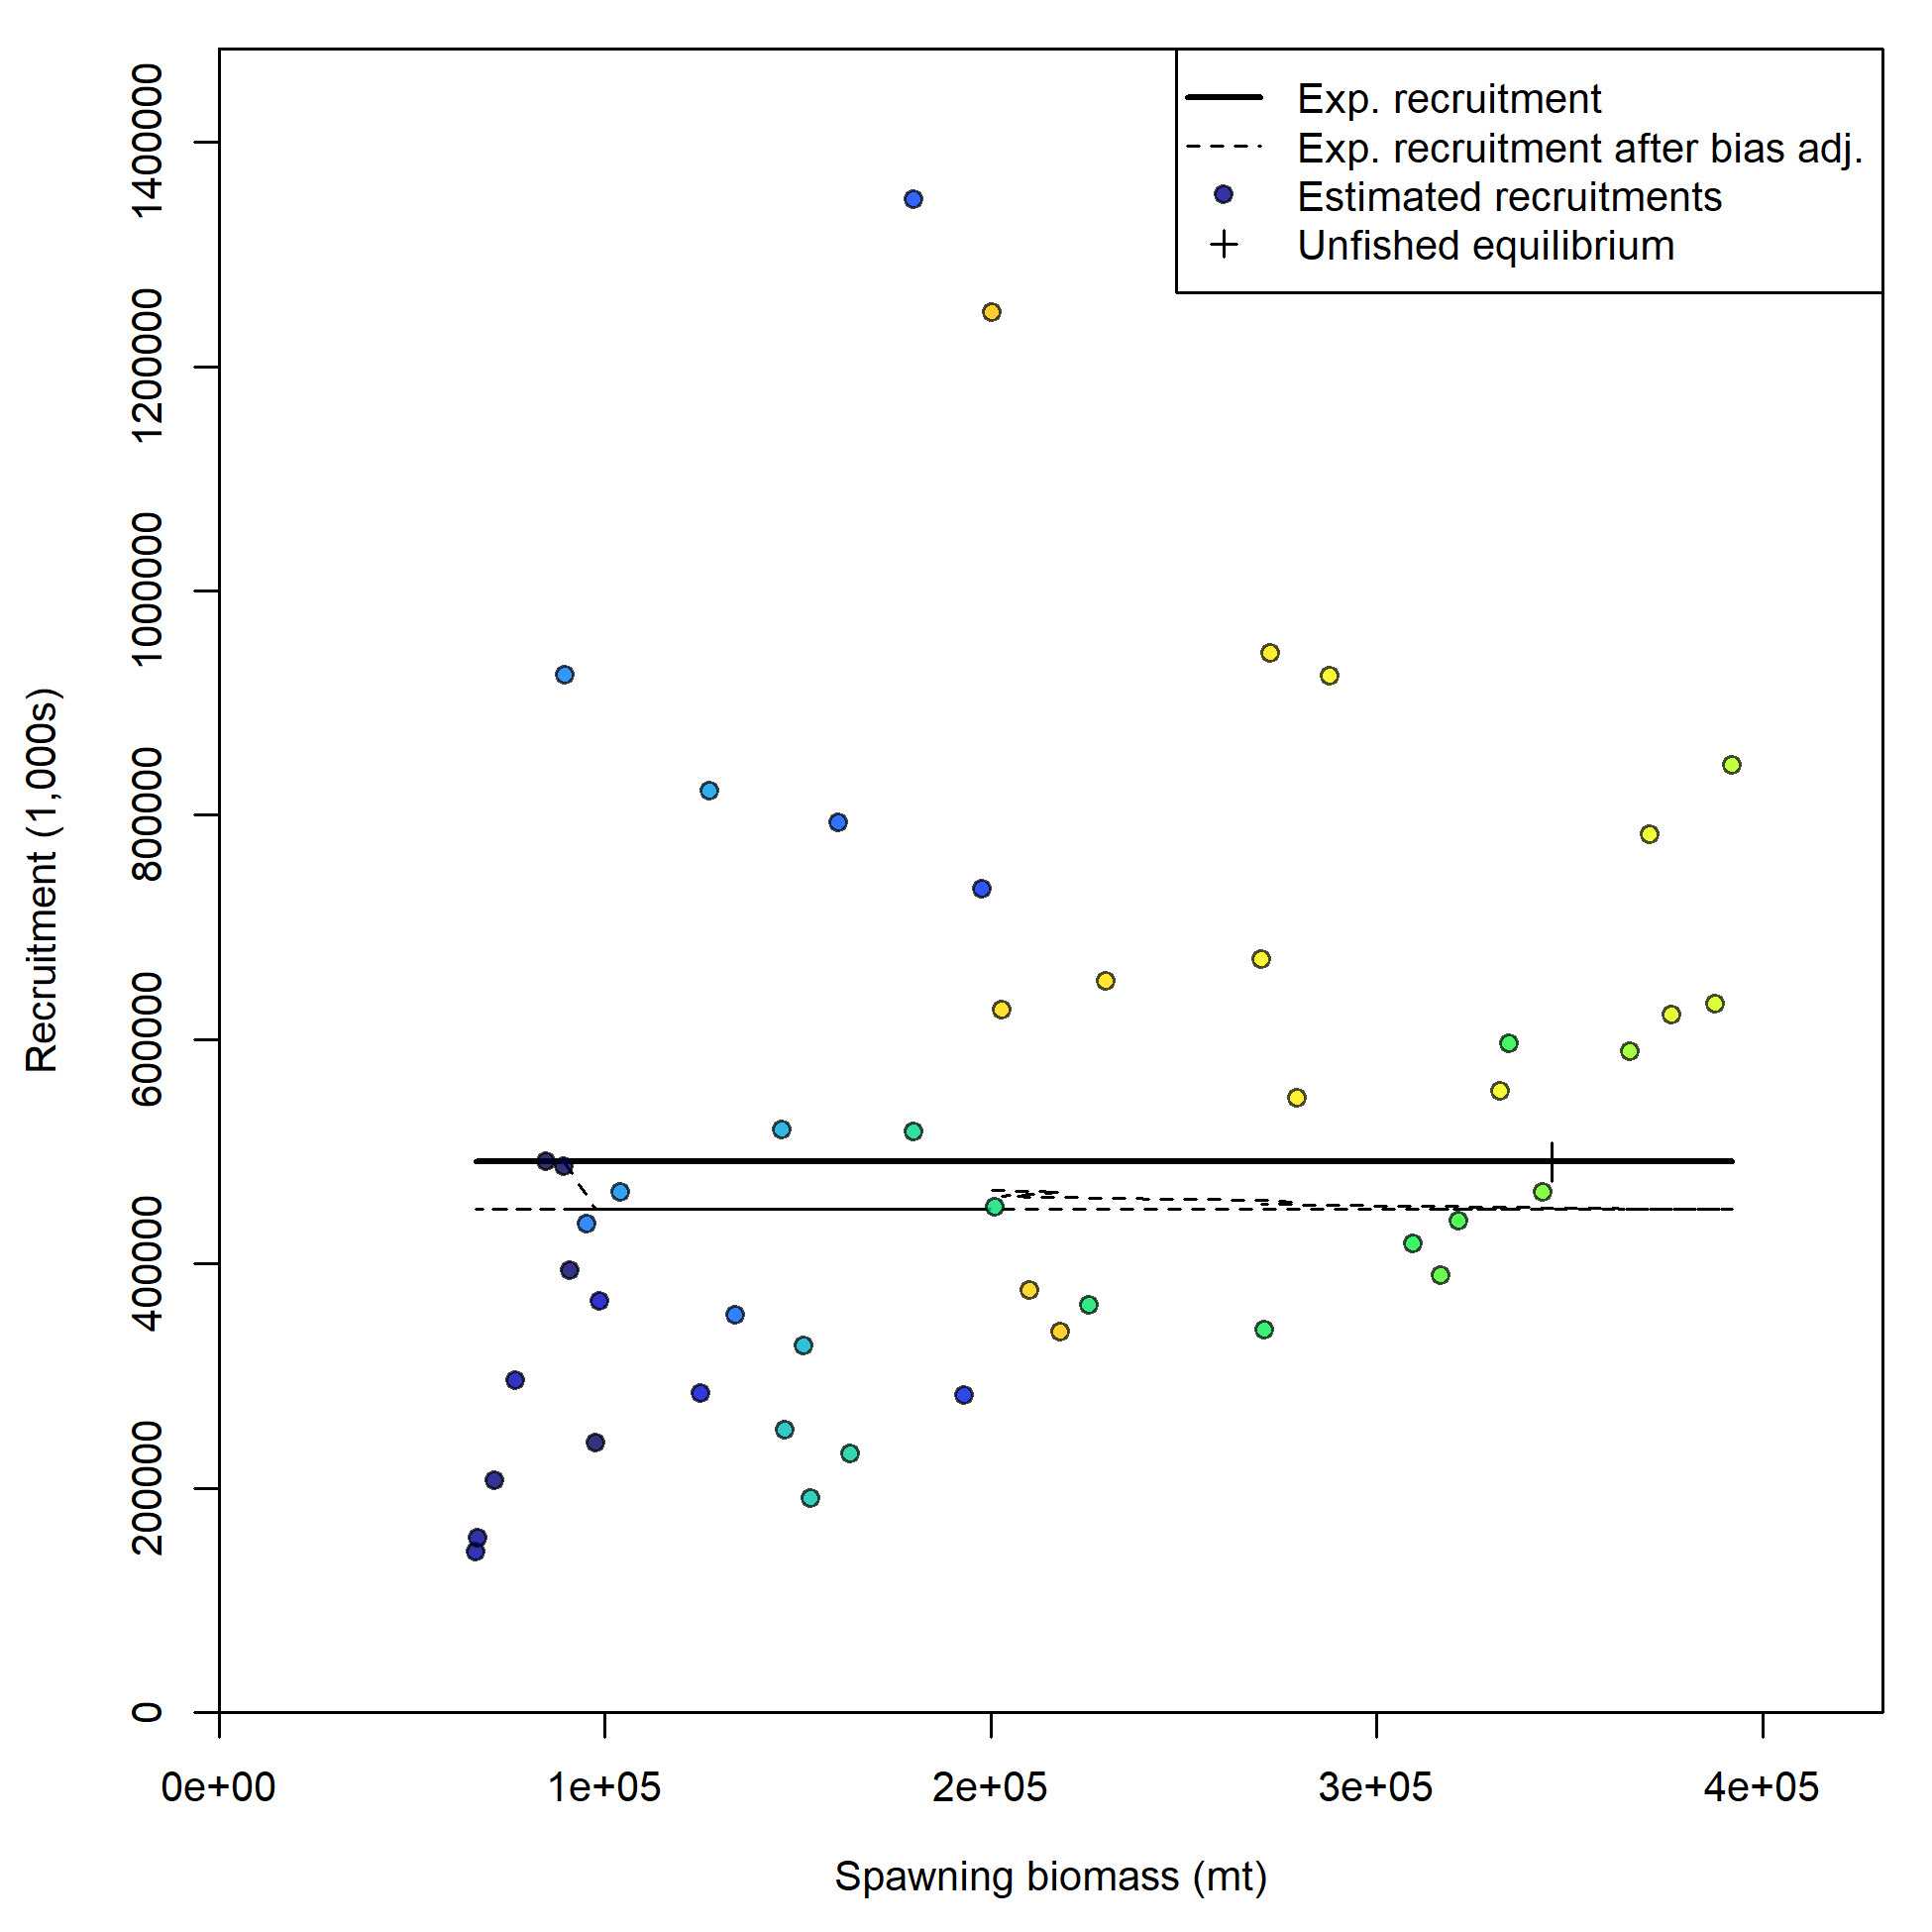 Exp. recruitment
Exp. recruitment after bias adj.
Estimated recruitments
Unfished equilibrium
1400000
1200000
1000000
800000
600000
400000
200000
0
Recruitment (1,000s)
0e+00 1e+05 2e+05 3e+05 4e+05
Spawning biomass (mt)